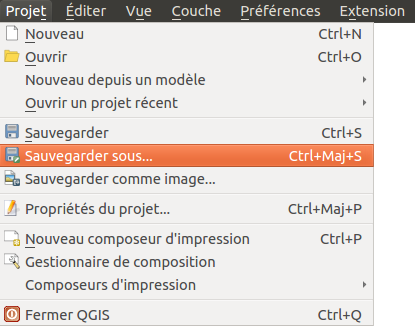 Projet Éditer Vue Couche Préférences Extension
Nouveau Ctrl+N
Ouvrir Ctrl+O
Nouveau depuis un modèle
Ouvrir un projet récent
Sauvegarder Ctrl+S
Sauvegarder sous... Ctrl+Maj+S
Sauvegarder comme image...
Propriétés du projet... Ctrl+Maj+P
Nouveau composeur d'impression Ctrl+P
Gestionnaire de composition
Composeurs d'impression
Fermer QGIS Ctrl+Q